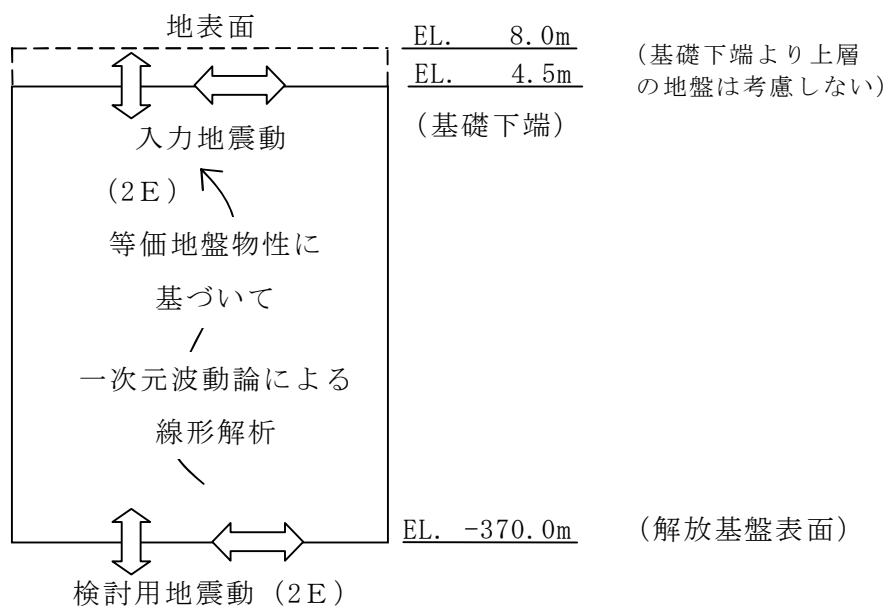 地表面
EL. 8.0m
(基礎下端より上層
の地盤は考慮しない)
EL. 4.5m
(基礎下端)
入力地震動
(2E)
等価地盤物性に
基づいて
一次元波動論による
線形解析
EL. -370.0m
(解放基盤表面)
検討用地震動 (2E)